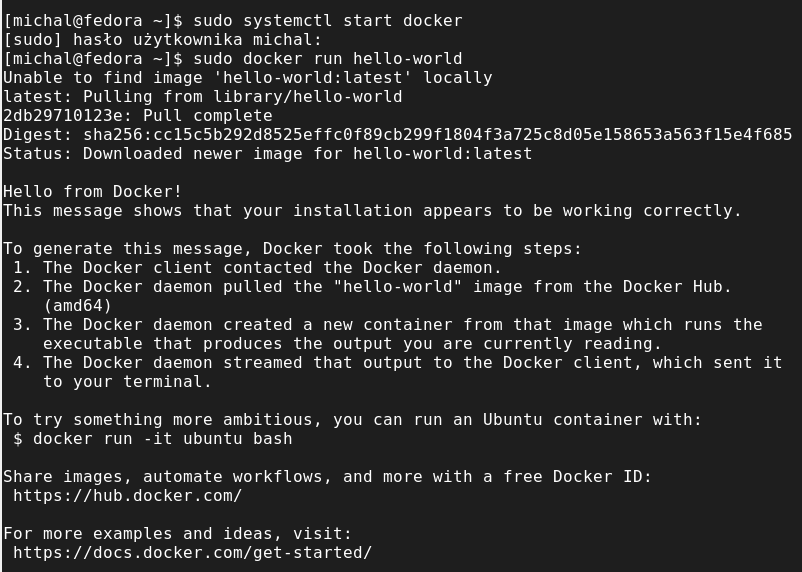 [michal@fedora ~]$ sudo systemctl start docker
[sudo] hasło użytkownika michal:
[michal@fedora ~]$ sudo docker run hello-world
Unable to find image 'hello-world:latest' locally
latest: Pulling from library/hello-world
2db29710123e: Pull complete
Digest: sha256:cc15c5b292d8525effc0f89cb299f1804f3a725c8d05e158653a563f15e4f685
Status: Downloaded newer image for hello-world:latest

Hello from Docker!
This message shows that your installation appears to be working correctly.

To generate this message, Docker took the following steps:
 1. The Docker client contacted the Docker daemon.
 2. The Docker daemon pulled the "hello-world" image from the Docker Hub.
    (amd64)
 3. The Docker daemon created a new container from that image which runs the
    executable that produces the output you are currently reading.
 4. The Docker daemon streamed that output to the Docker client, which sent it
    to your terminal.

To try something more ambitious, you can run an Ubuntu container with:
 $ docker run -it ubuntu bash

Share images, automate workflows, and more with a free Docker ID:
 https://hub.docker.com/

For more examples and ideas, visit:
 https://docs.docker.com/get-started/